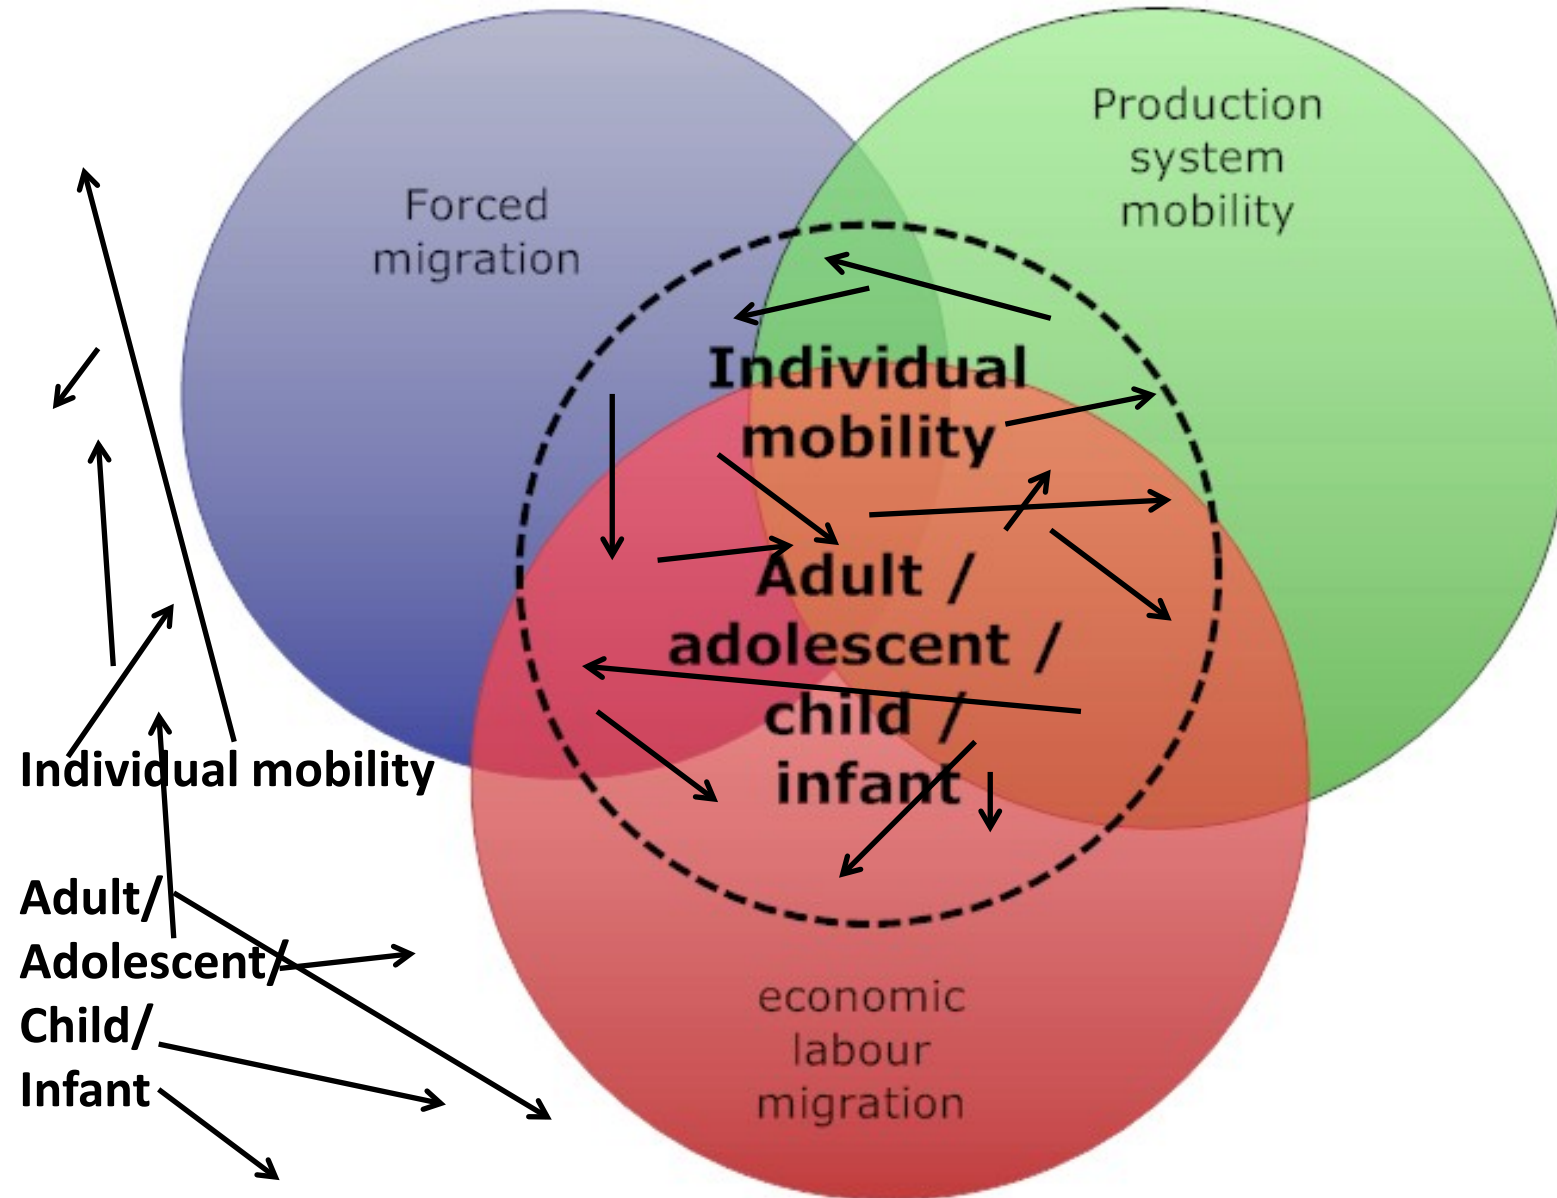 Forced
migration
Production
system
mobility
Individual
mobility
Adult /
adolescent /
child /
infant
economic
labour
migration
Individual mobility
Adult/
Adolescent/
Child/
Infant